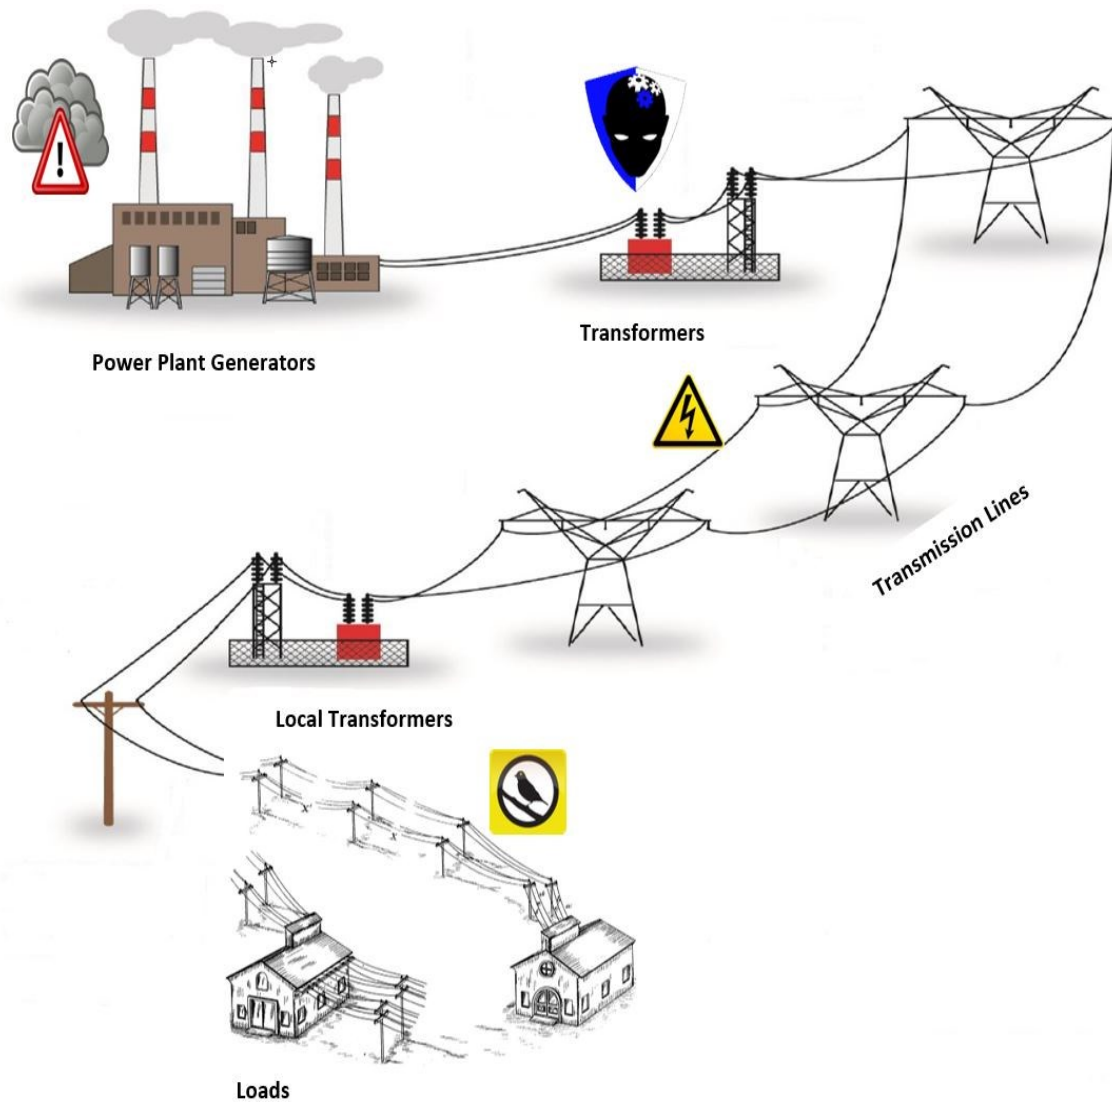 Power Plant Generators
Transformers
Transmission Lines
Local Transformers
Loads